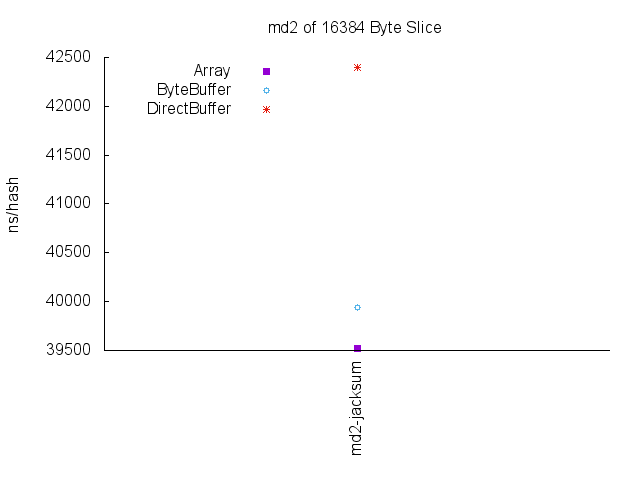 md2 of 16384 Byte Slice
42500
42000
41500
41000
40500
40000
39500
ns/hash
Array
ByteBuffer
DirectBuffer
md2-jacksum